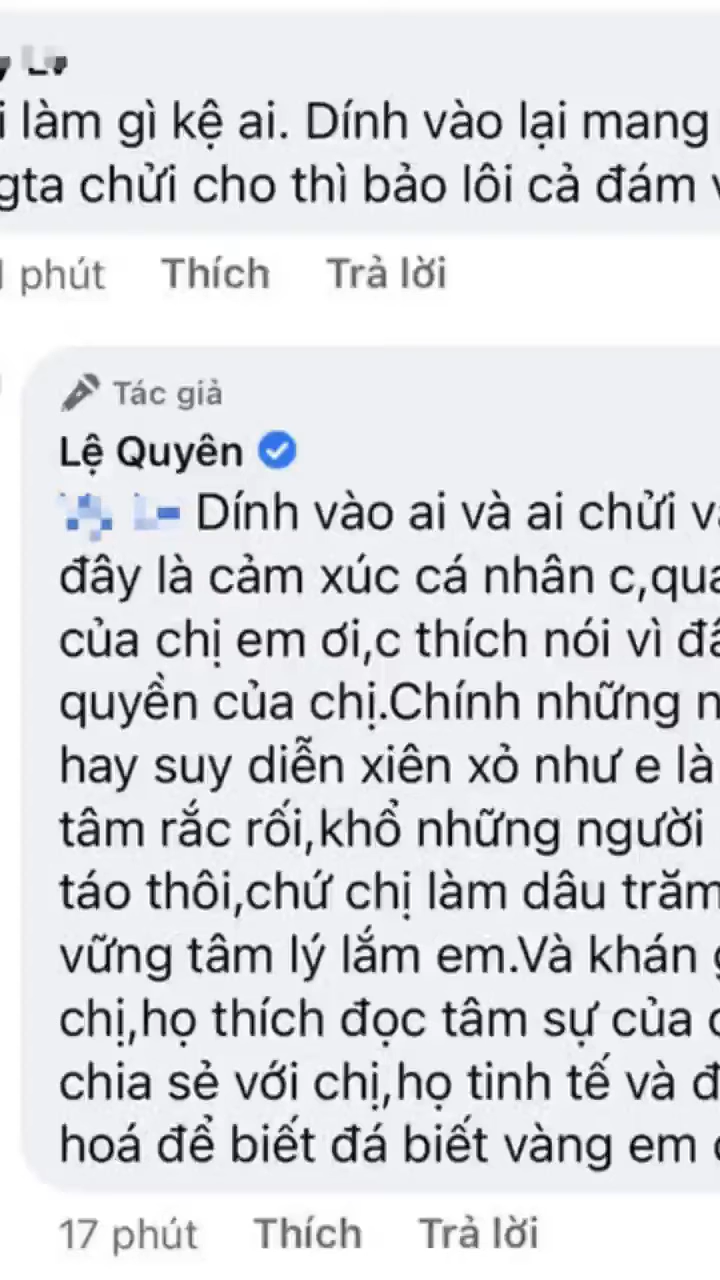 i làm gì kệ ai. Dính vào lại mang
gta chửi cho thì bảo lôi cả đám
phút Thích Trả lời
Tác giả
Lệ Quyên
Dính vào ai và ai chửi
đây là cảm xúc cá nhân c,qua
của chị em ơi,c thích nói vì
quyền của chị.Chính những
hay suy diễn xiên xỏ như e là
tâm rắc rối,khổ những người
táo thôi,chứ chị làm dâu trăm
vững tâm lý lắm em.Và khán
chị,họ thích đọc tâm sự của
chia sẻ với chị,họ tinh tế và
hoá để biết đá biết vàng em
17 phút Thích Trả lời